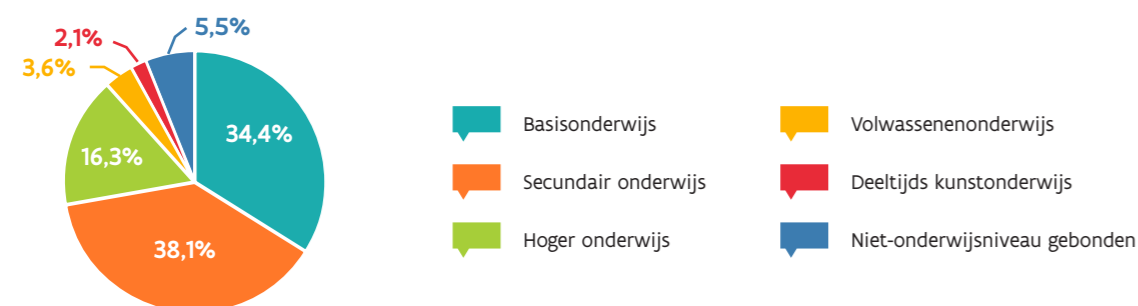 5,5%
2,1%
3,6%
34,4%
16,3%
38,1%
Basisonderwijs
Secundair onderwijs
Hoger onderwijs
Volwassenenonderwijs
Deeltijds kunstonderwijs
Niet-onderwijsniveau gebonden